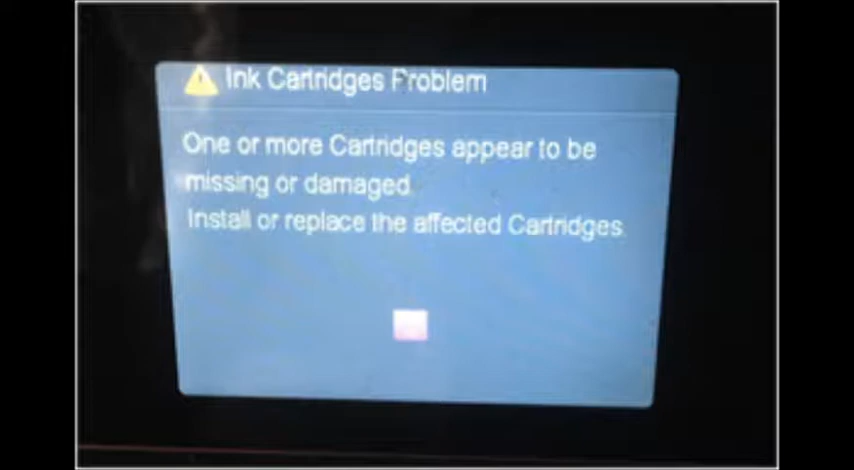 Ink Cartridges Problem
One or more Cartridges appear to be
missing or damaged.
Install or replace the affected Cartridges.